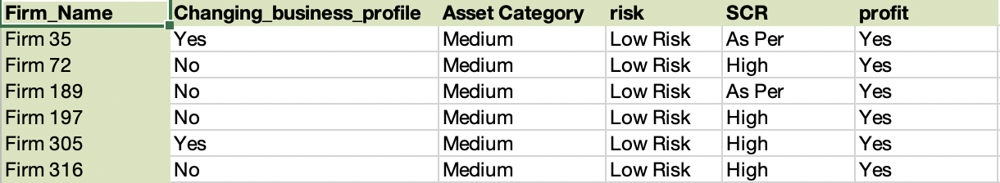 Firm_Name Changing_business_profile Asset Category risk SCR profit
Firm 35 Yes Medium Low Risk As Per Yes
Firm 72 No Medium Low Risk High Yes
Firm 189 No Medium Low Risk As Per Yes
Firm 197 No Medium Low Risk High Yes
Firm 305 Yes Medium Low Risk High Yes
Firm 316 No Medium Low Risk High Yes